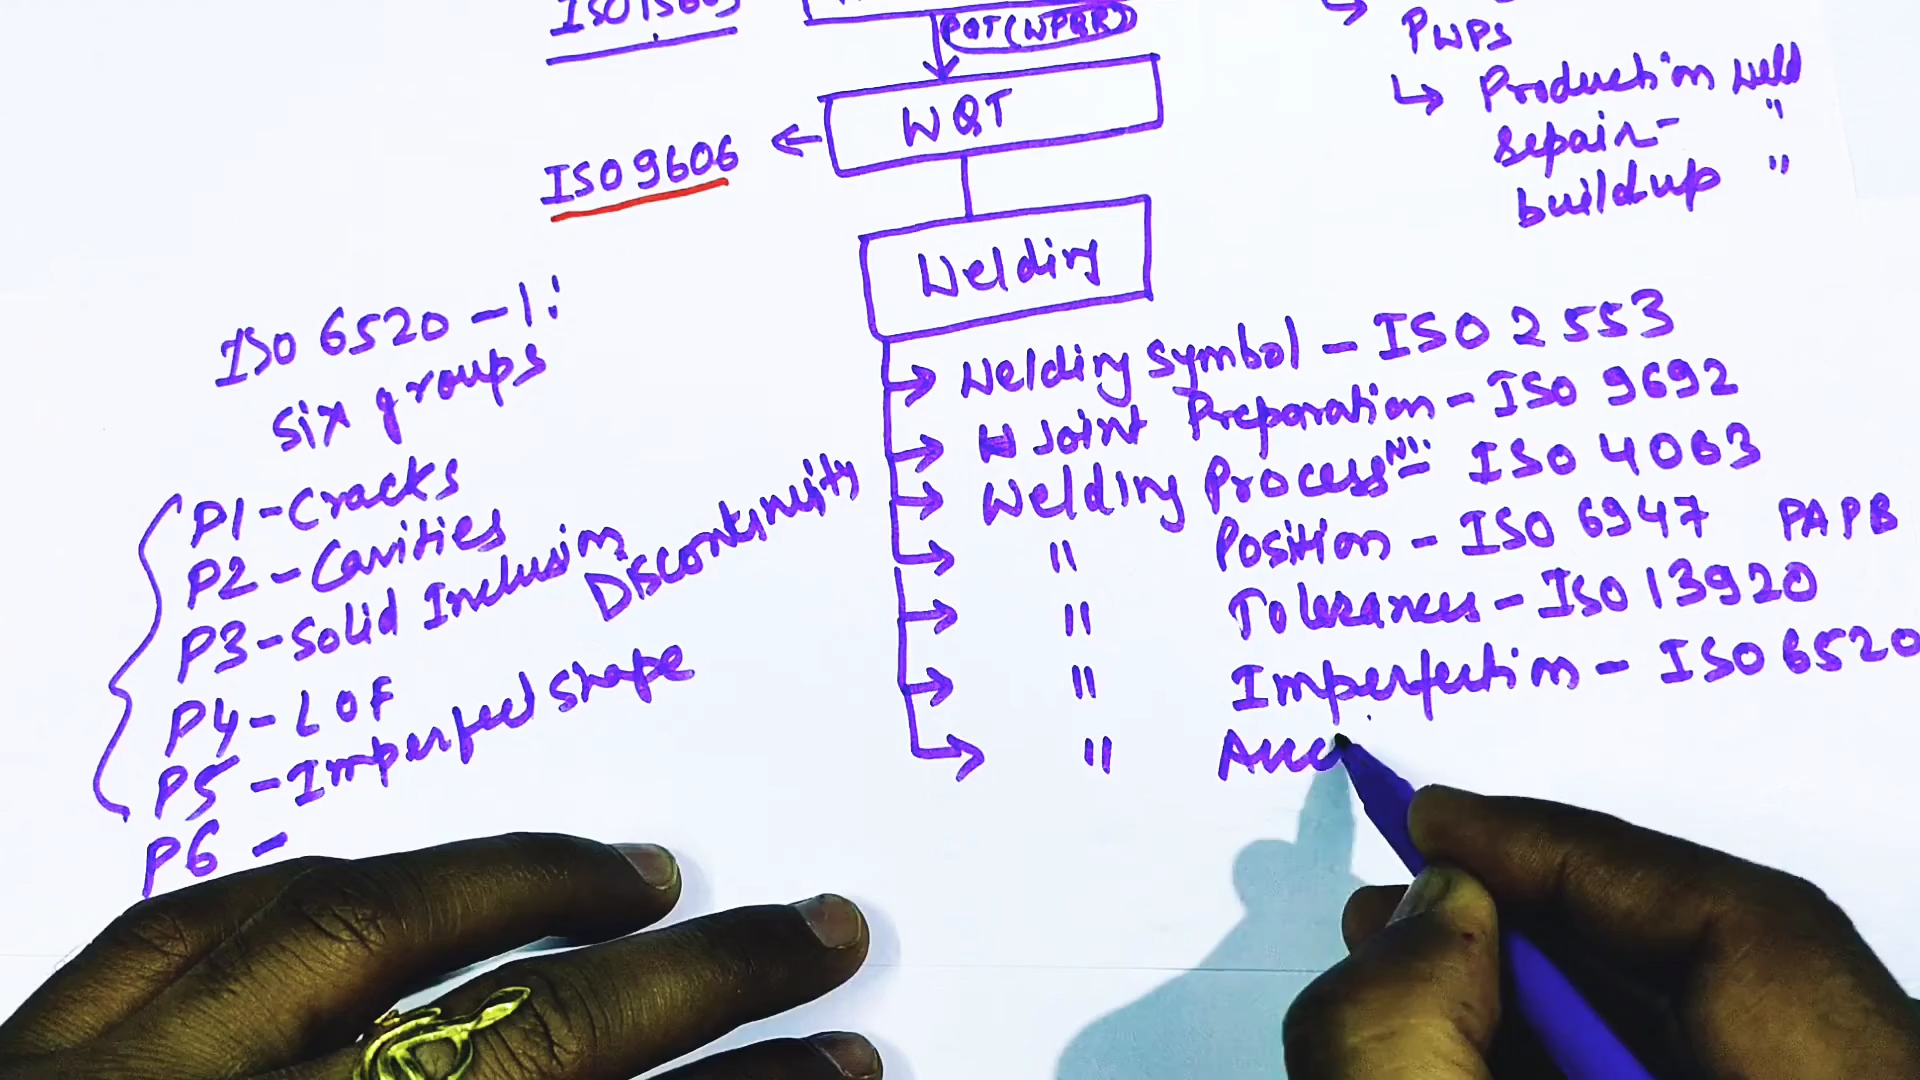 PQT(WPQR)
PWPS
↳ Production weld
WQT
repair - "
buildup "
ISO 9606
Welding
ISO 6520 - 1:
six groups
P1 - Cracks
P2 - Cavities
P3 - Solid Inclusion
P4 - LOF
P5 - Imperfect shape
P6 -
Discontinuity
Welding Symbol - ISO 2553
W Joint Preparation - ISO 9692
Welding Process - ISO 4063
" Position - ISO 6947 PA PB
" Tolerances - ISO 13920
" Imperfection - ISO 6520
" Acc